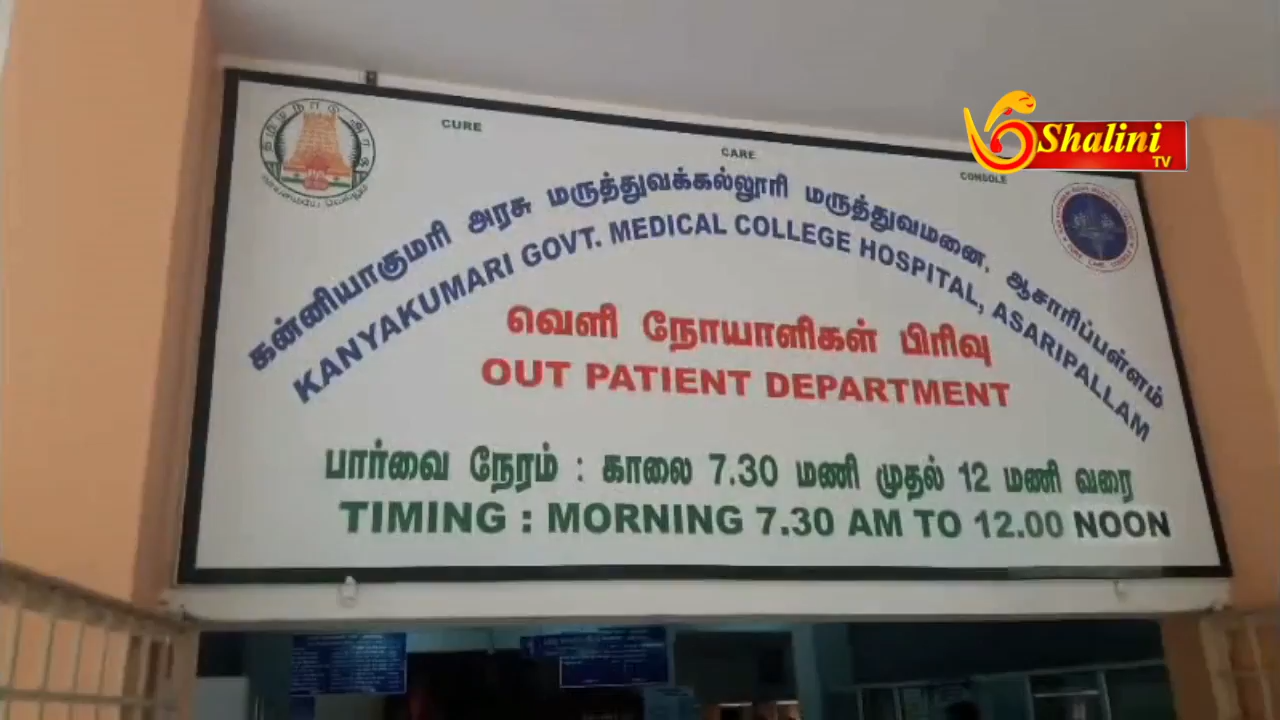 Shalini
TV
CURE
CARE
CONSOLE
தமிழ்நாடு அரசு
வாய்மையே வெல்லும்
கன்னியாகுமரி அரசு மருத்துவக்கல்லூரி மருத்துவமனை, ஆசாரிப்பள்ளம்
KANYAKUMARI GOVT. MEDICAL COLLEGE HOSPITAL, ASARIPALLAM
வெளி நோயாளிகள் பிரிவு
OUT PATIENT DEPARTMENT
பார்வை நேரம் : காலை 7.30 மணி முதல் 12 மணி வரை
TIMING : MORNING 7.30 AM TO 12.00 NOON